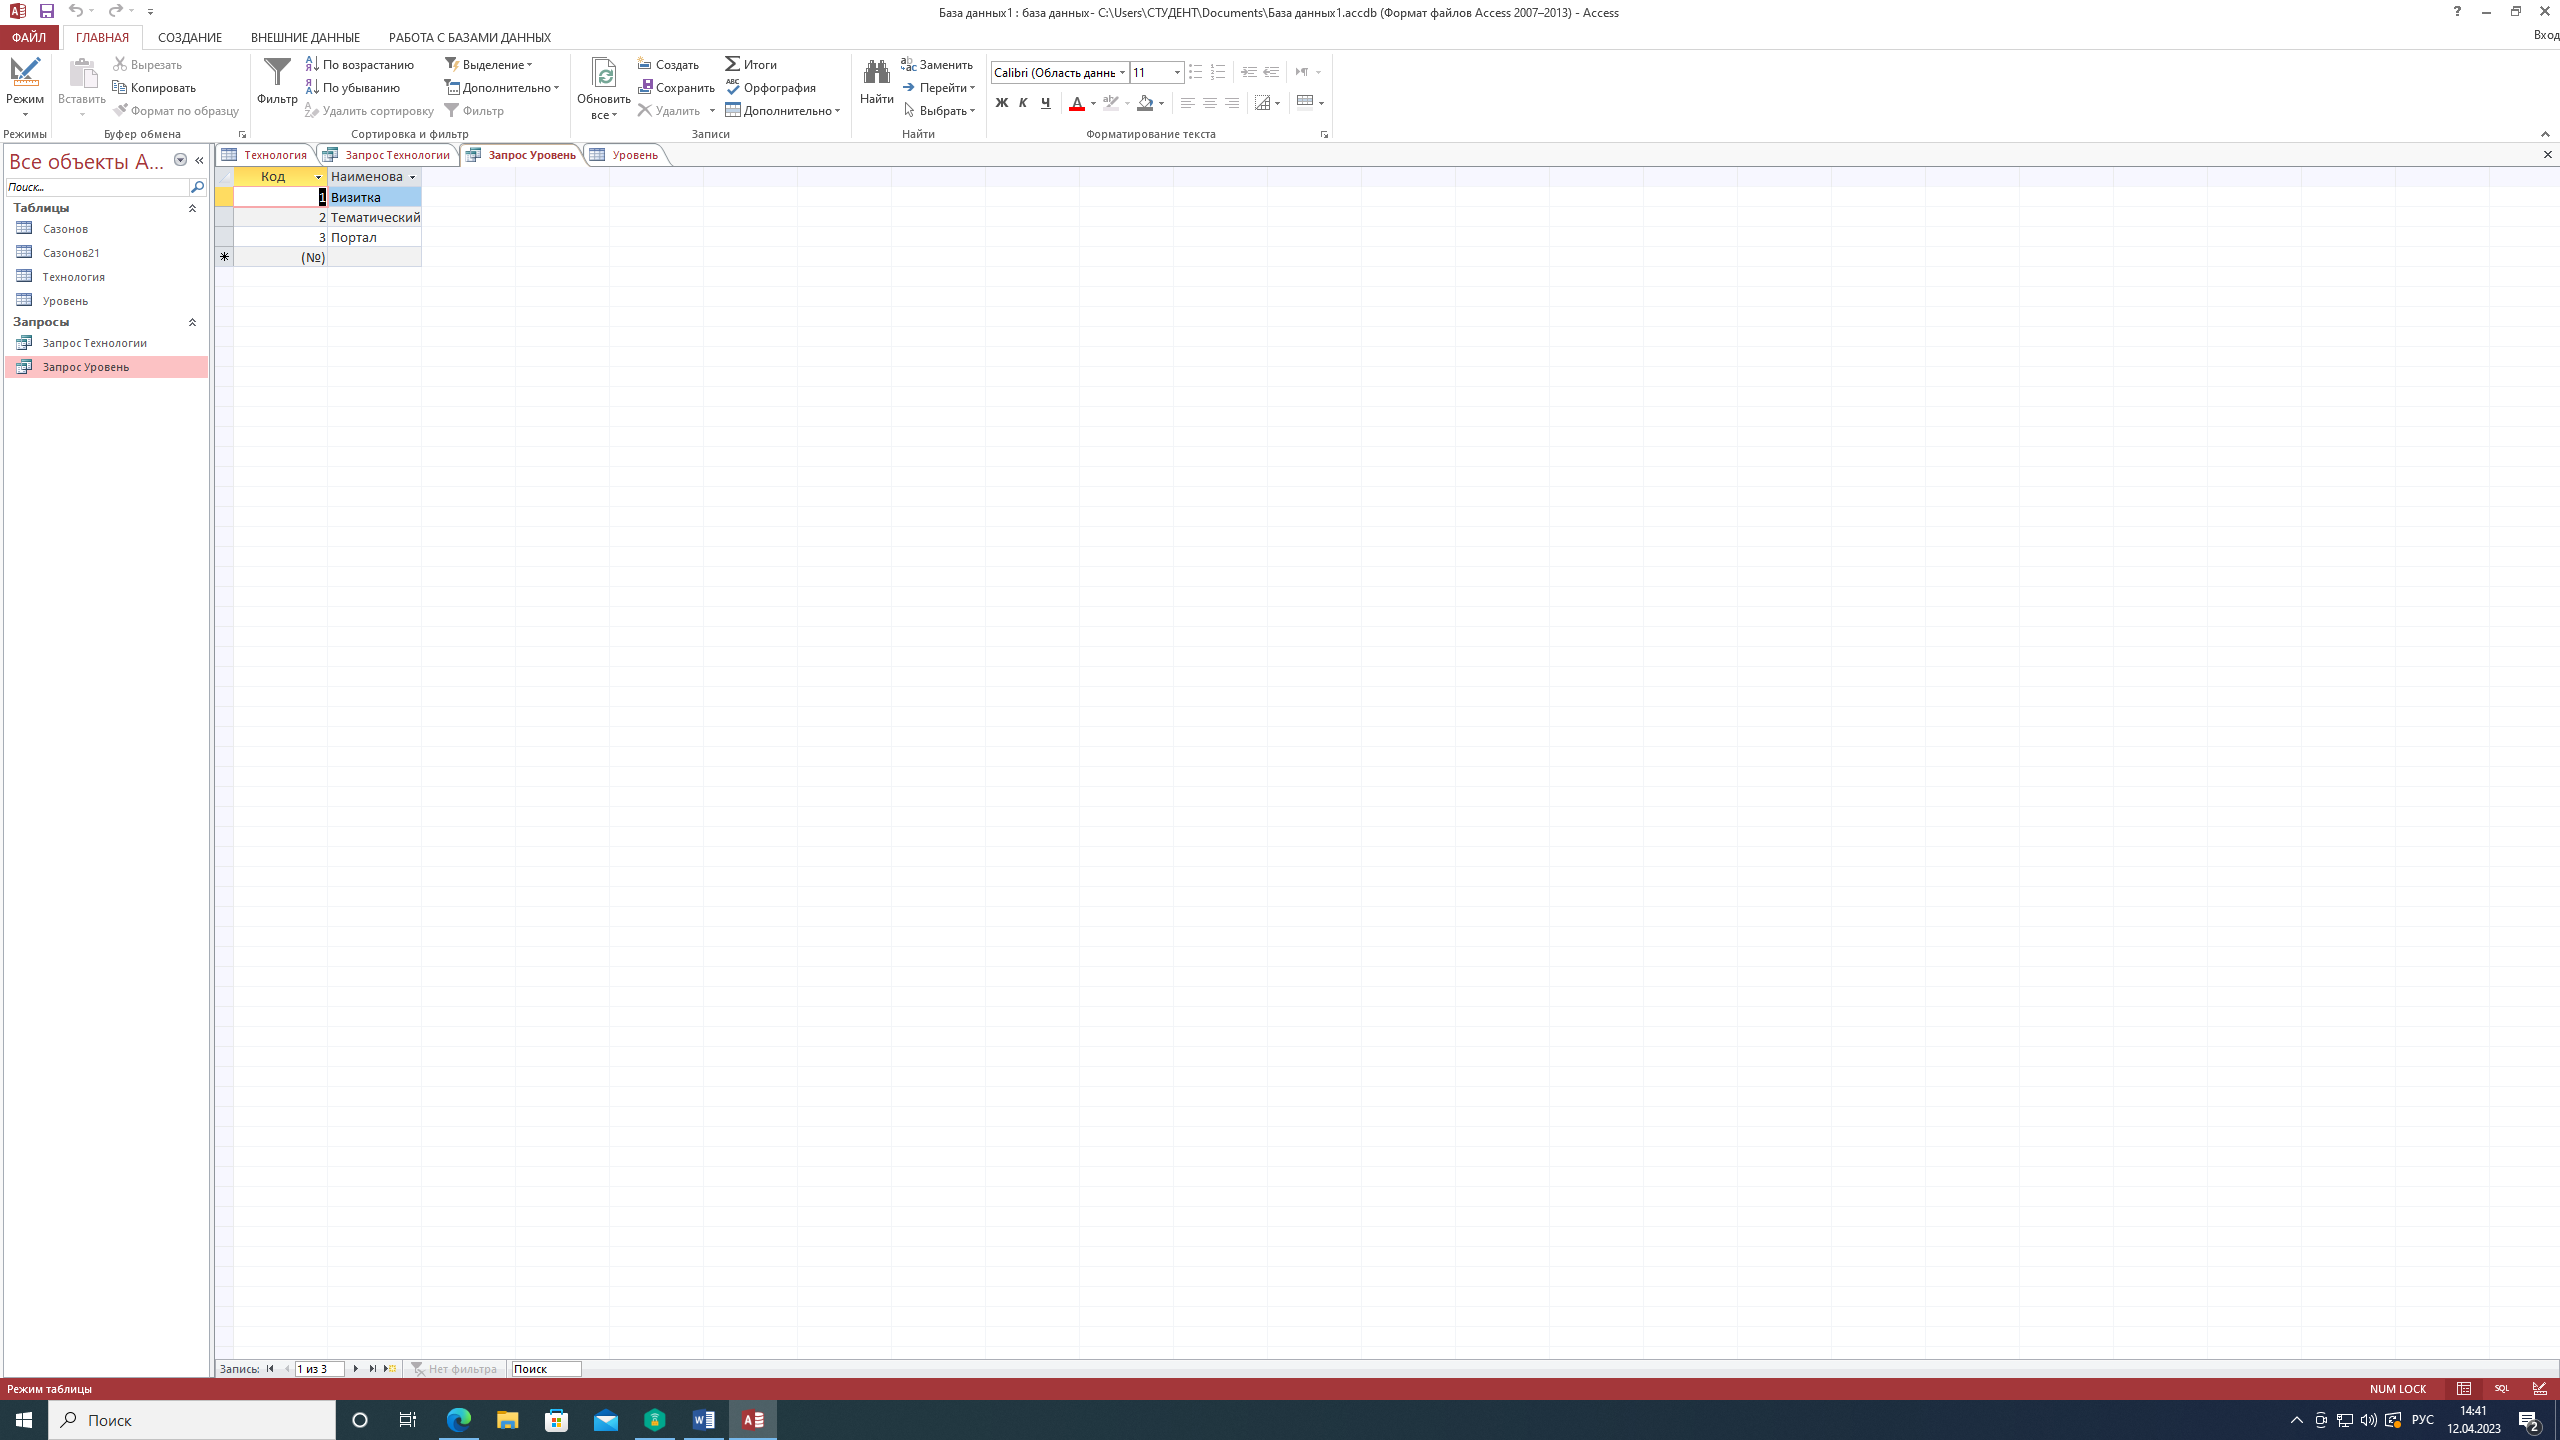 База данных1 : база данных- C:\Users\СТУДЕНТ\Documents\База данных1.accdb (Формат файлов Access 2007–2013) - Access
?
ФАЙЛ ГЛАВНАЯ СОЗДАНИЕ ВНЕШНИЕ ДАННЫЕ РАБОТА С БАЗАМИ ДАННЫХ
Вход
Режим
Режимы
Вставить
Вырезать
Копировать
Формат по образцу
Буфер обмена
Фильтр
По возрастанию
По убыванию
Удалить сортировку
Выделение
Дополнительно
Фильтр
Сортировка и фильтр
Обновить
все
Создать
Сохранить
Удалить
Итоги
Орфография
Дополнительно
Записи
Найти
Заменить
Перейти
Выбрать
Найти
Calibri (Область даннь
11
Ж К Ч
Форматирование текста
Все объекты A...
Поиск...
Таблицы
Сазонов
Сазонов21
Технология
Уровень
Запросы
Запрос Технологии
Запрос Уровень
Технология Запрос Технологии Запрос Уровень Уровень
Код Наименова
1 Визитка
2 Тематический
3 Портал
(№)
Запись: 1 из 3 Нет фильтра Поиск
Режим таблицы
NUM LOCK SQL
Поиск
РУС
14:41
12.04.2023
2